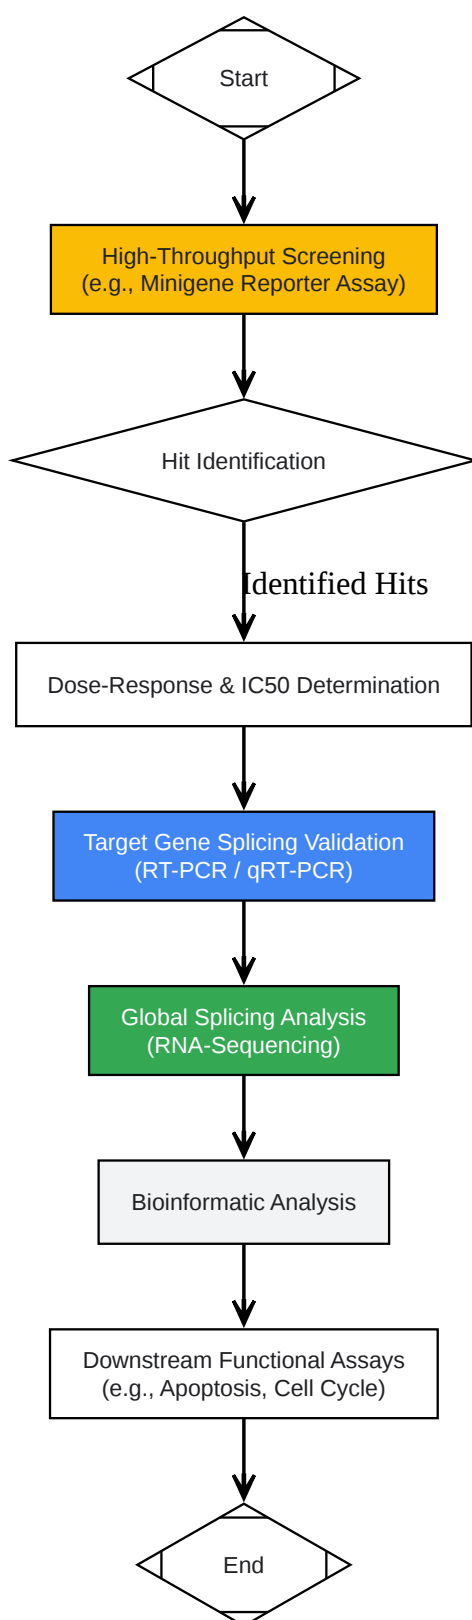 Start
High-Throughput Screening
(e.g., Minigene Reporter Assay)
Hit Identification
Identified Hits
Dose-Response & IC50 Determination
Target Gene Splicing Validation
(RT-PCR / qRT-PCR)
Global Splicing Analysis
(RNA-Sequencing)
Bioinformatic Analysis
Downstream Functional Assays
(e.g., Apoptosis, Cell Cycle)
End